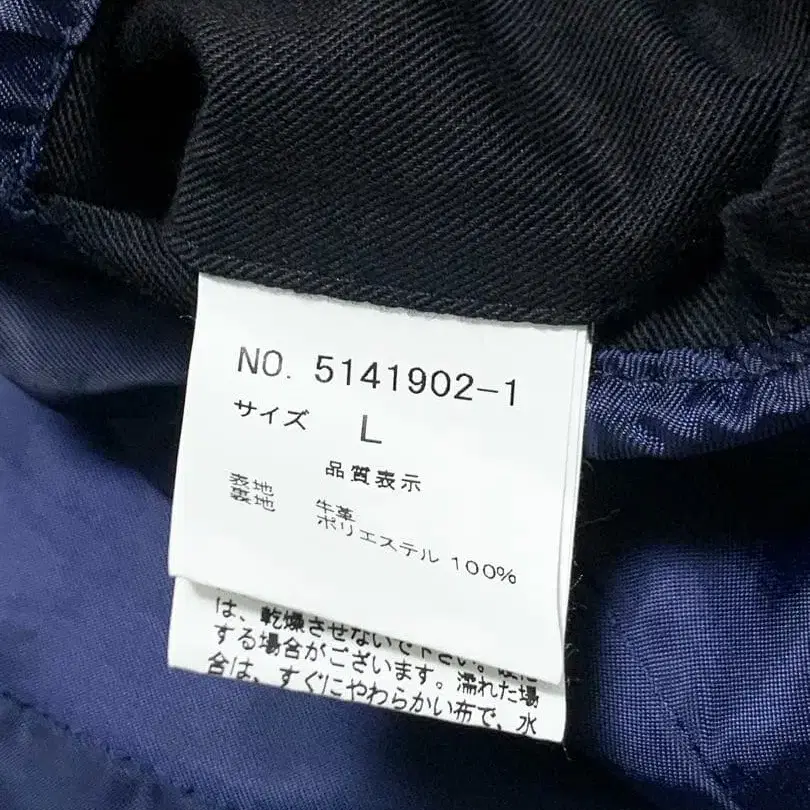 NO. 5141902-1
サイズ L
品質表示
表地 牛革
裏地 ポリエステル 100%
は、乾燥させないで下さい。
する場合がございます。濡れた場
合は、すぐにやわらかい布で、水